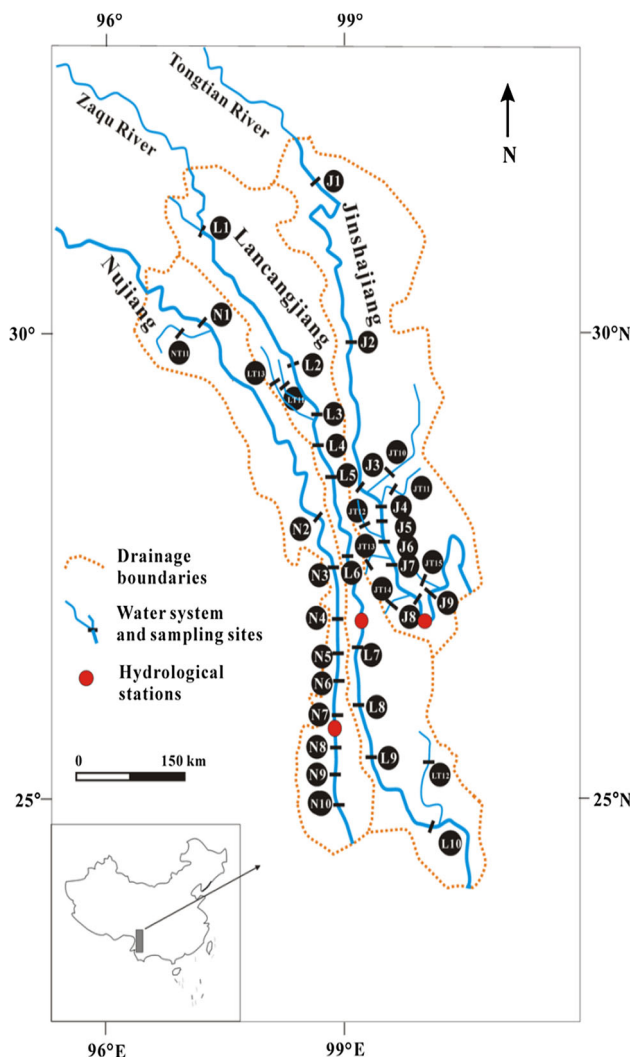 96°
99°
Tongtian River
Zaqu River
N
J1
Jinshajiang
L1
Lancangjiang
Nujiang
N1
30°
30°N
J2
NT11
L2
LT13
L3
L4
JT10
J3
L5
JT11
JT12
J4
J5
N2
JT13
J6
JT15
Drainage
boundaries
J7
N3
L6
JT14
J9
J8
Water system
and sampling sites
N4
N5
L7
Hydrological
stations
N6
L8
N7
N8
L9
0
150 km
N9
LT12
25°
25°N
N10
L10
96°E
99°E